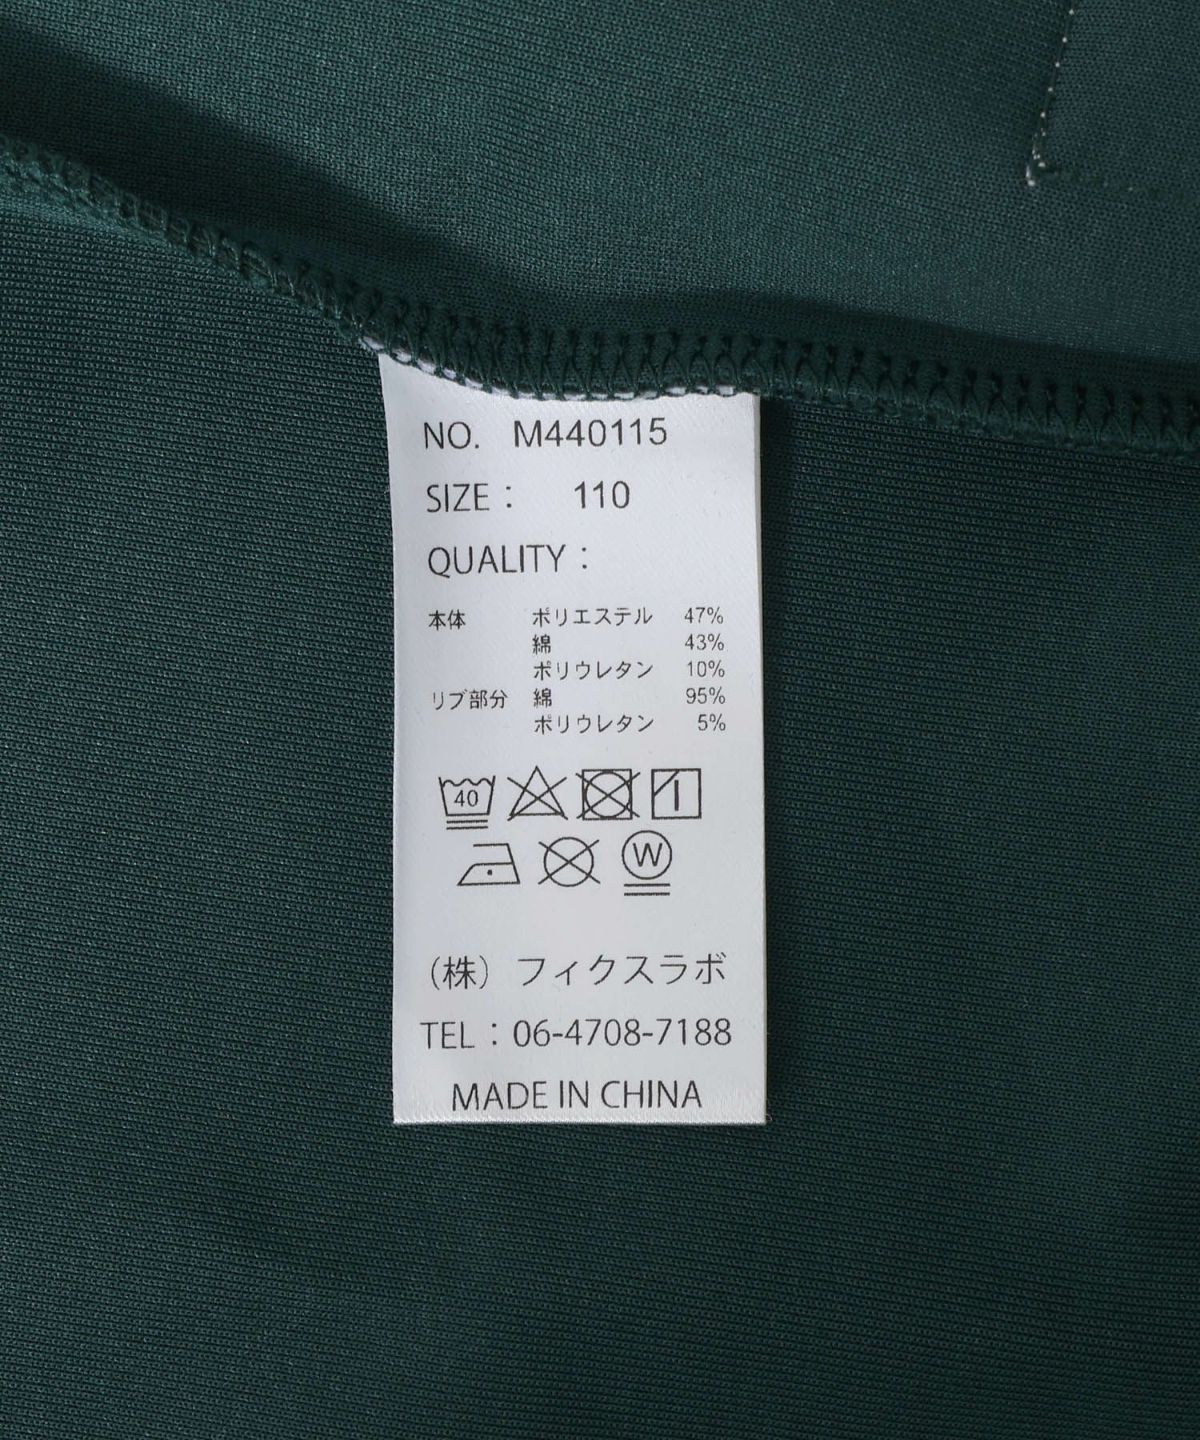 NO. M440115
SIZE： 110
QUALITY：
本体 ポリエステル 47%
綿 43%
ポリウレタン 10%
リブ部分 綿 95%
ポリウレタン 5%
40
W
（株）フィクスラボ
TEL：06-4708-7188
MADE IN CHINA